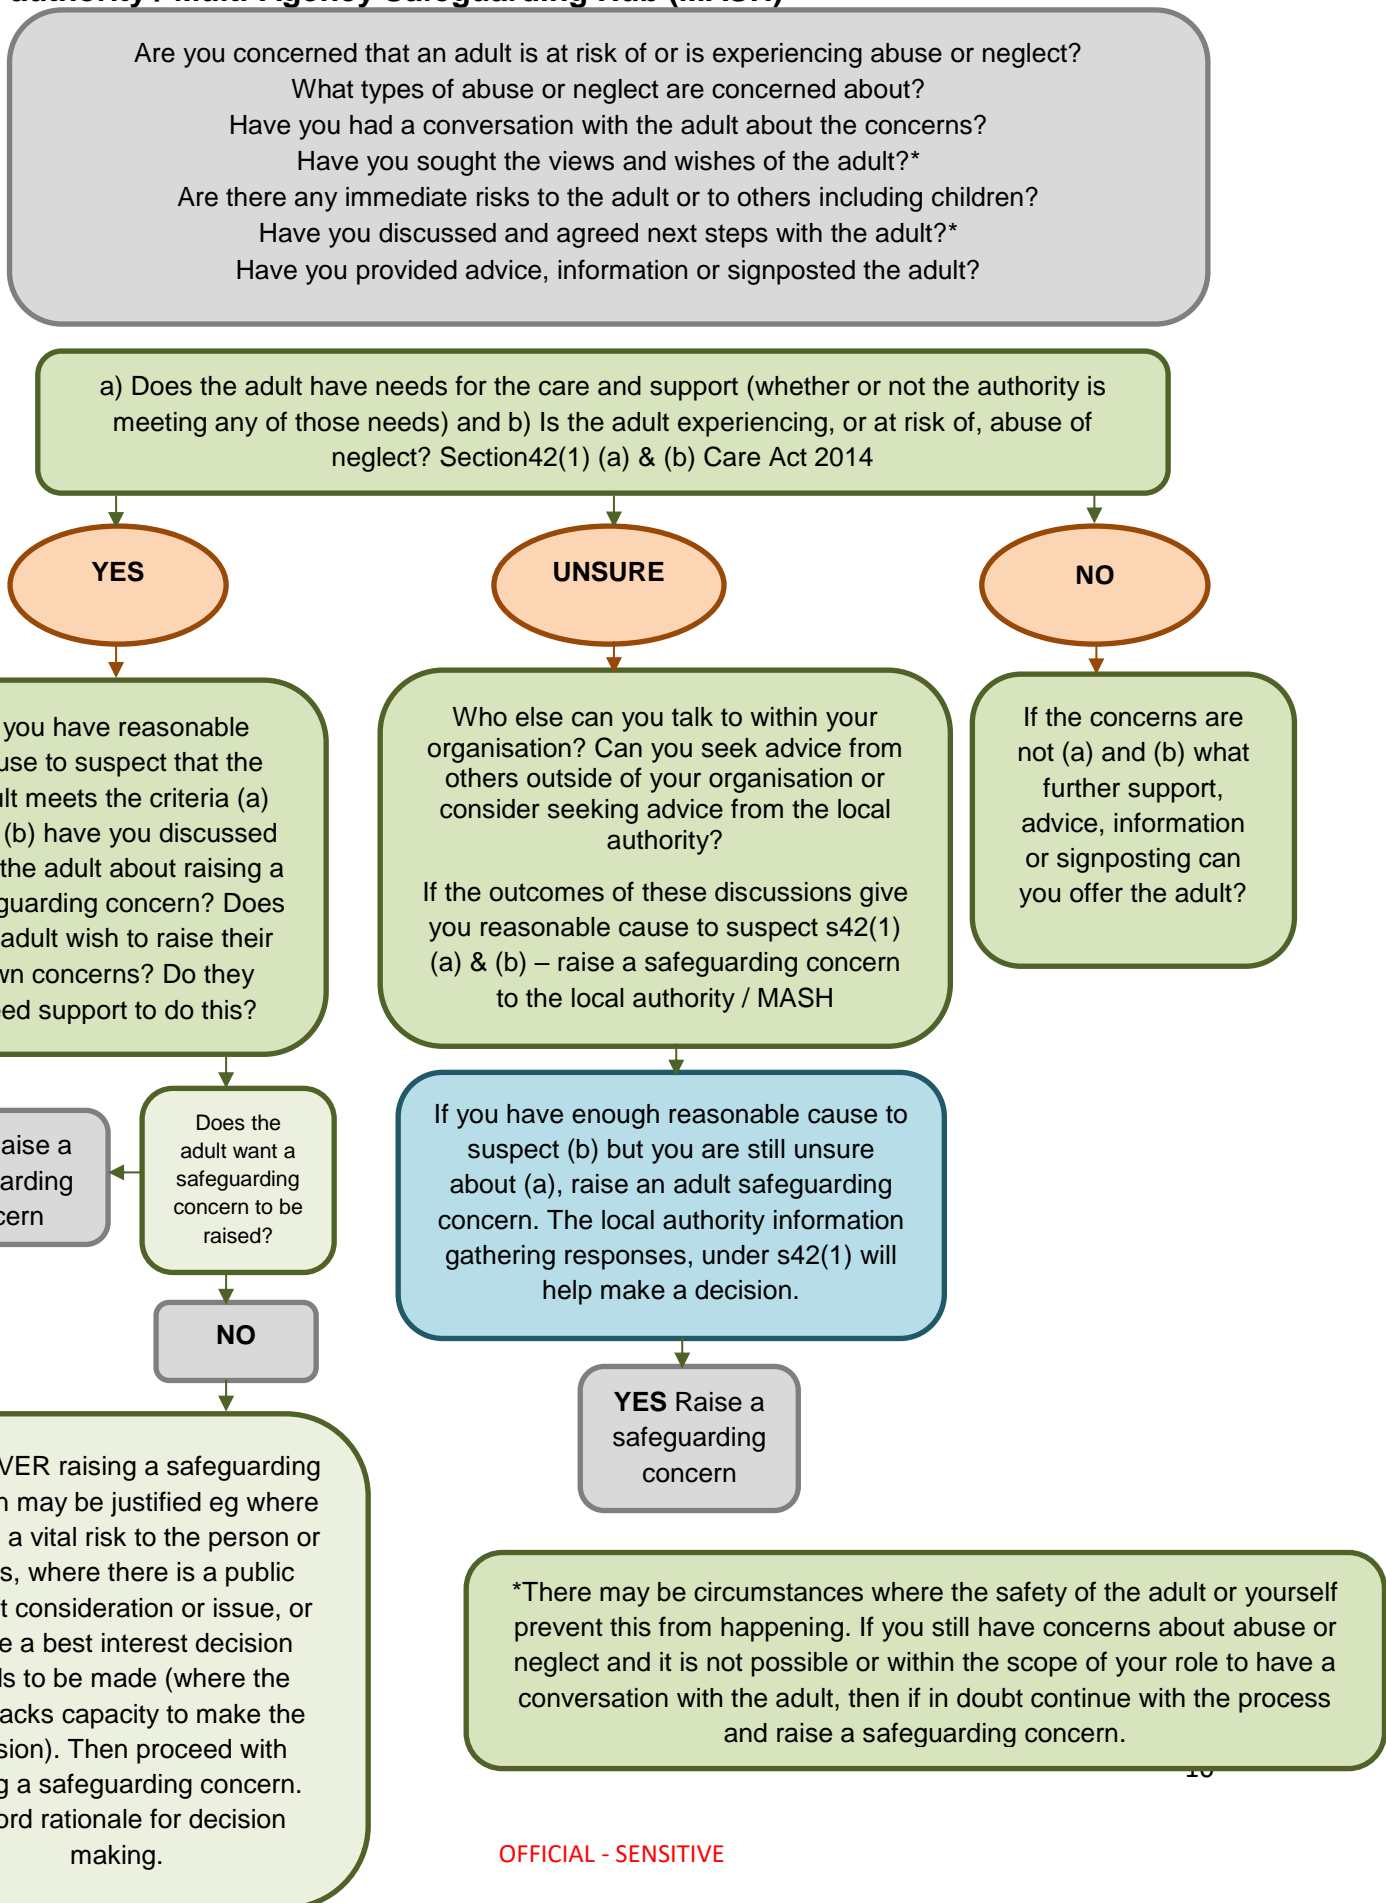 Are you concerned that an adult is at risk of or is experiencing abuse or neglect?
What types of abuse or neglect are concerned about?
Have you had a conversation with the adult about the concerns?
Have you sought the views and wishes of the adult?*
Are there any immediate risks to the adult or to others including children?
Have you discussed and agreed next steps with the adult?*
Have you provided advice, information or signposted the adult?
a) Does the adult have needs for the care and support (whether or not the authority is
meeting any of those needs) and b) Is the adult experiencing, or at risk of, abuse of
neglect? Section42(1) (a) & (b) Care Act 2014
YES
UNSURE
NO
you have reasonable
use to suspect that the
ult meets the criteria (a)
(b) have you discussed
the adult about raising a
guarding concern? Does
adult wish to raise their
wn concerns? Do they
eed support to do this?
Who else can you talk to within your
organisation? Can you seek advice from
others outside of your organisation or
consider seeking advice from the local
authority?
If the outcomes of these discussions give
you reasonable cause to suspect s42(1)
(a) & (b) – raise a safeguarding concern
to the local authority / MASH
If the concerns are
not (a) and (b) what
further support,
advice, information
or signposting can
you offer the adult?
aise a
arding
cern
Does the
adult want a
safeguarding
concern to be
raised?
If you have enough reasonable cause to
suspect (b) but you are still unsure
about (a), raise an adult safeguarding
concern. The local authority information
gathering responses, under s42(1) will
help make a decision.
NO
YES Raise a
safeguarding
concern
VER raising a safeguarding
n may be justified eg where
a vital risk to the person or
s, where there is a public
t consideration or issue, or
e a best interest decision
ds to be made (where the
acks capacity to make the
sion). Then proceed with
g a safeguarding concern.
ord rationale for decision
making.
*There may be circumstances where the safety of the adult or yourself
prevent this from happening. If you still have concerns about abuse or
neglect and it is not possible or within the scope of your role to have a
conversation with the adult, then if in doubt continue with the process
and raise a safeguarding concern.
OFFICIAL - SENSITIVE